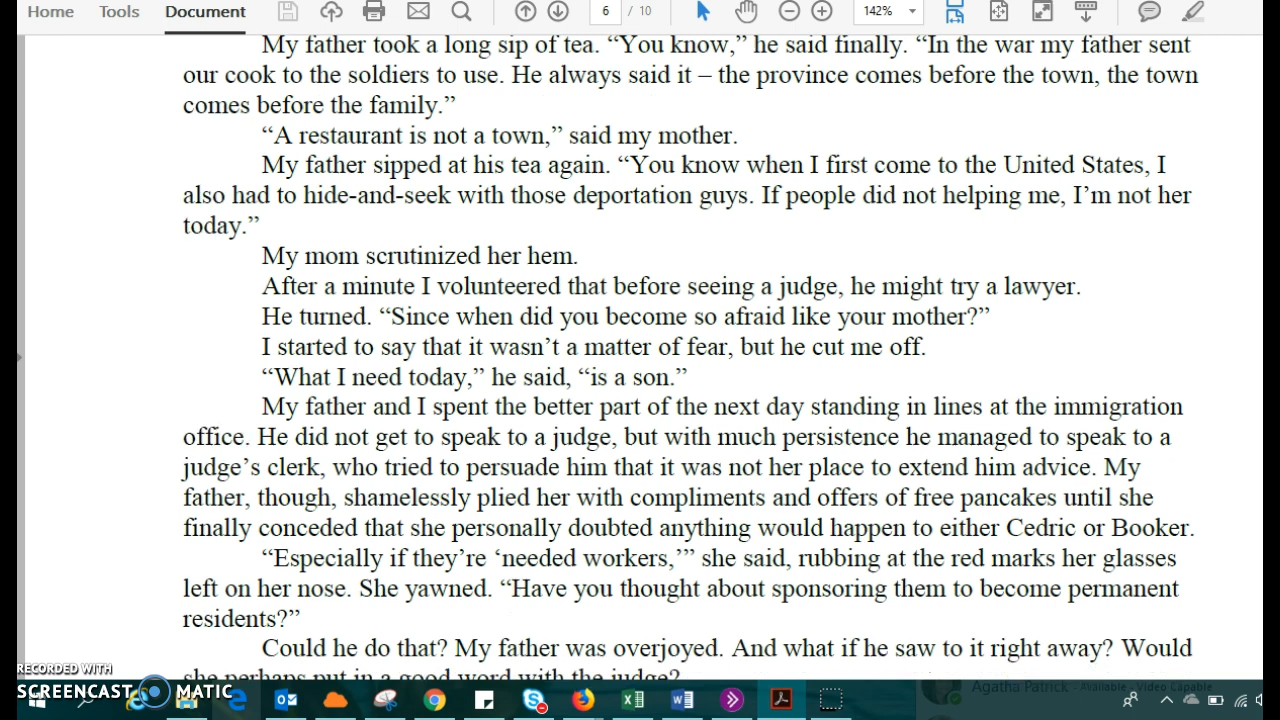 Home Tools Document 6 / 10 142%
My father took a long sip of tea. “You know,” he said finally. “In the war my father sent
our cook to the soldiers to use. He always said it – the province comes before the town, the town
comes before the family.”
“A restaurant is not a town,” said my mother.
My father sipped at his tea again. “You know when I first come to the United States, I
also had to hide-and-seek with those deportation guys. If people did not helping me, I’m not her
today.”
My mom scrutinized her hem.
After a minute I volunteered that before seeing a judge, he might try a lawyer.
He turned. “Since when did you become so afraid like your mother?”
I started to say that it wasn’t a matter of fear, but he cut me off.
“What I need today,” he said, “is a son.”
My father and I spent the better part of the next day standing in lines at the immigration
office. He did not get to speak to a judge, but with much persistence he managed to speak to a
judge’s clerk, who tried to persuade him that it was not her place to extend him advice. My
father, though, shamelessly plied her with compliments and offers of free pancakes until she
finally conceded that she personally doubted anything would happen to either Cedric or Booker.
“Especially if they’re ‘needed workers,’” she said, rubbing at the red marks her glasses
left on her nose. She yawned. “Have you thought about sponsoring them to become permanent
residents?”
Could he do that? My father was overjoyed. And what if he saw to it right away? Would
she perhaps put in a good word with the judge?
RECORDED WITH
SCREENCAST MATIC
Agatha Patrick - Available - Video Capable